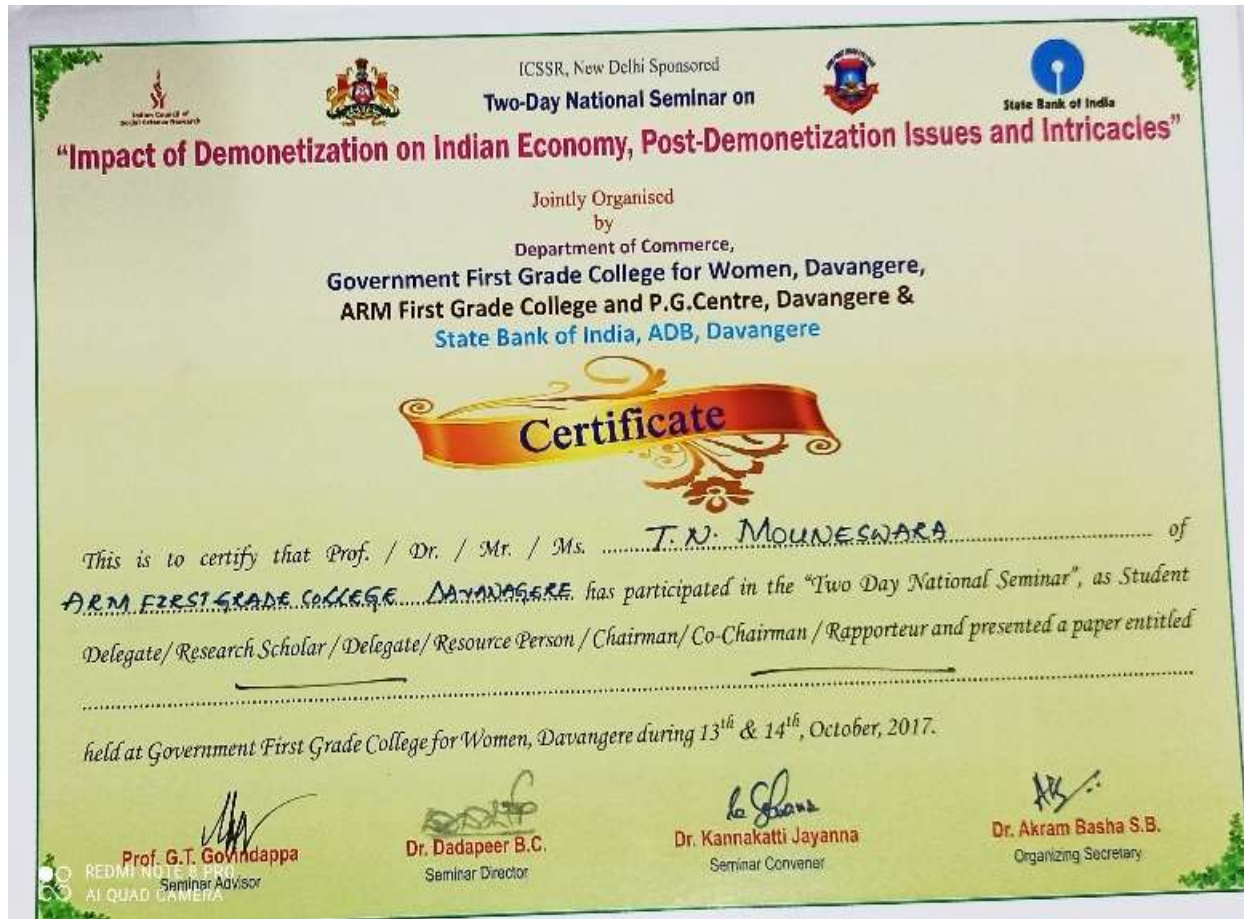 Indian Council of
Social Science Research
ICSSR, New Delhi Sponsored
Two-Day National Seminar on
State Bank of India
"Impact of Demonetization on Indian Economy, Post-Demonetization Issues and Intricacies"
Jointly Organised
by
Department of Commerce,
Government First Grade College for Women, Davangere,
ARM First Grade College and P.G.Centre, Davangere &
State Bank of India, ADB, Davangere
Certificate
This is to certify that Prof. / Dr. / Mr. / Ms. T. N. MOUNESWARA of
ARM FIRST GRADE COLLEGE DAVANAGERE has participated in the "Two Day National Seminar", as Student
Delegate/ Research Scholar / Delegate/ Resource Person / Chairman/ Co-Chairman / Rapporteur and presented a paper entitled
held at Government First Grade College for Women, Davangere during 13th & 14th, October, 2017.
Prof. G.T. Govindappa
Seminar Advisor
Dr. Dadapeer B.C.
Seminar Director
Dr. Kannakatti Jayanna
Seminar Convener
Dr. Akram Basha S.B.
Organizing Secretary
REDMI NOTE 8 PRO
AI QUAD CAMERA